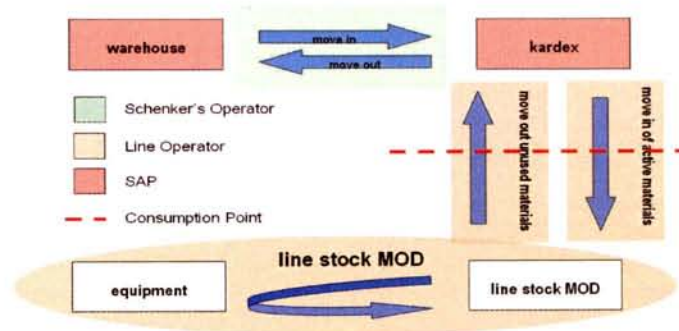 warehouse
move in
move out
kardex
Schenker's Operator
Line Operator
SAP
Consumption Point
move out unused materials
move in of active materials
line stock MOD
equipment
line stock MOD